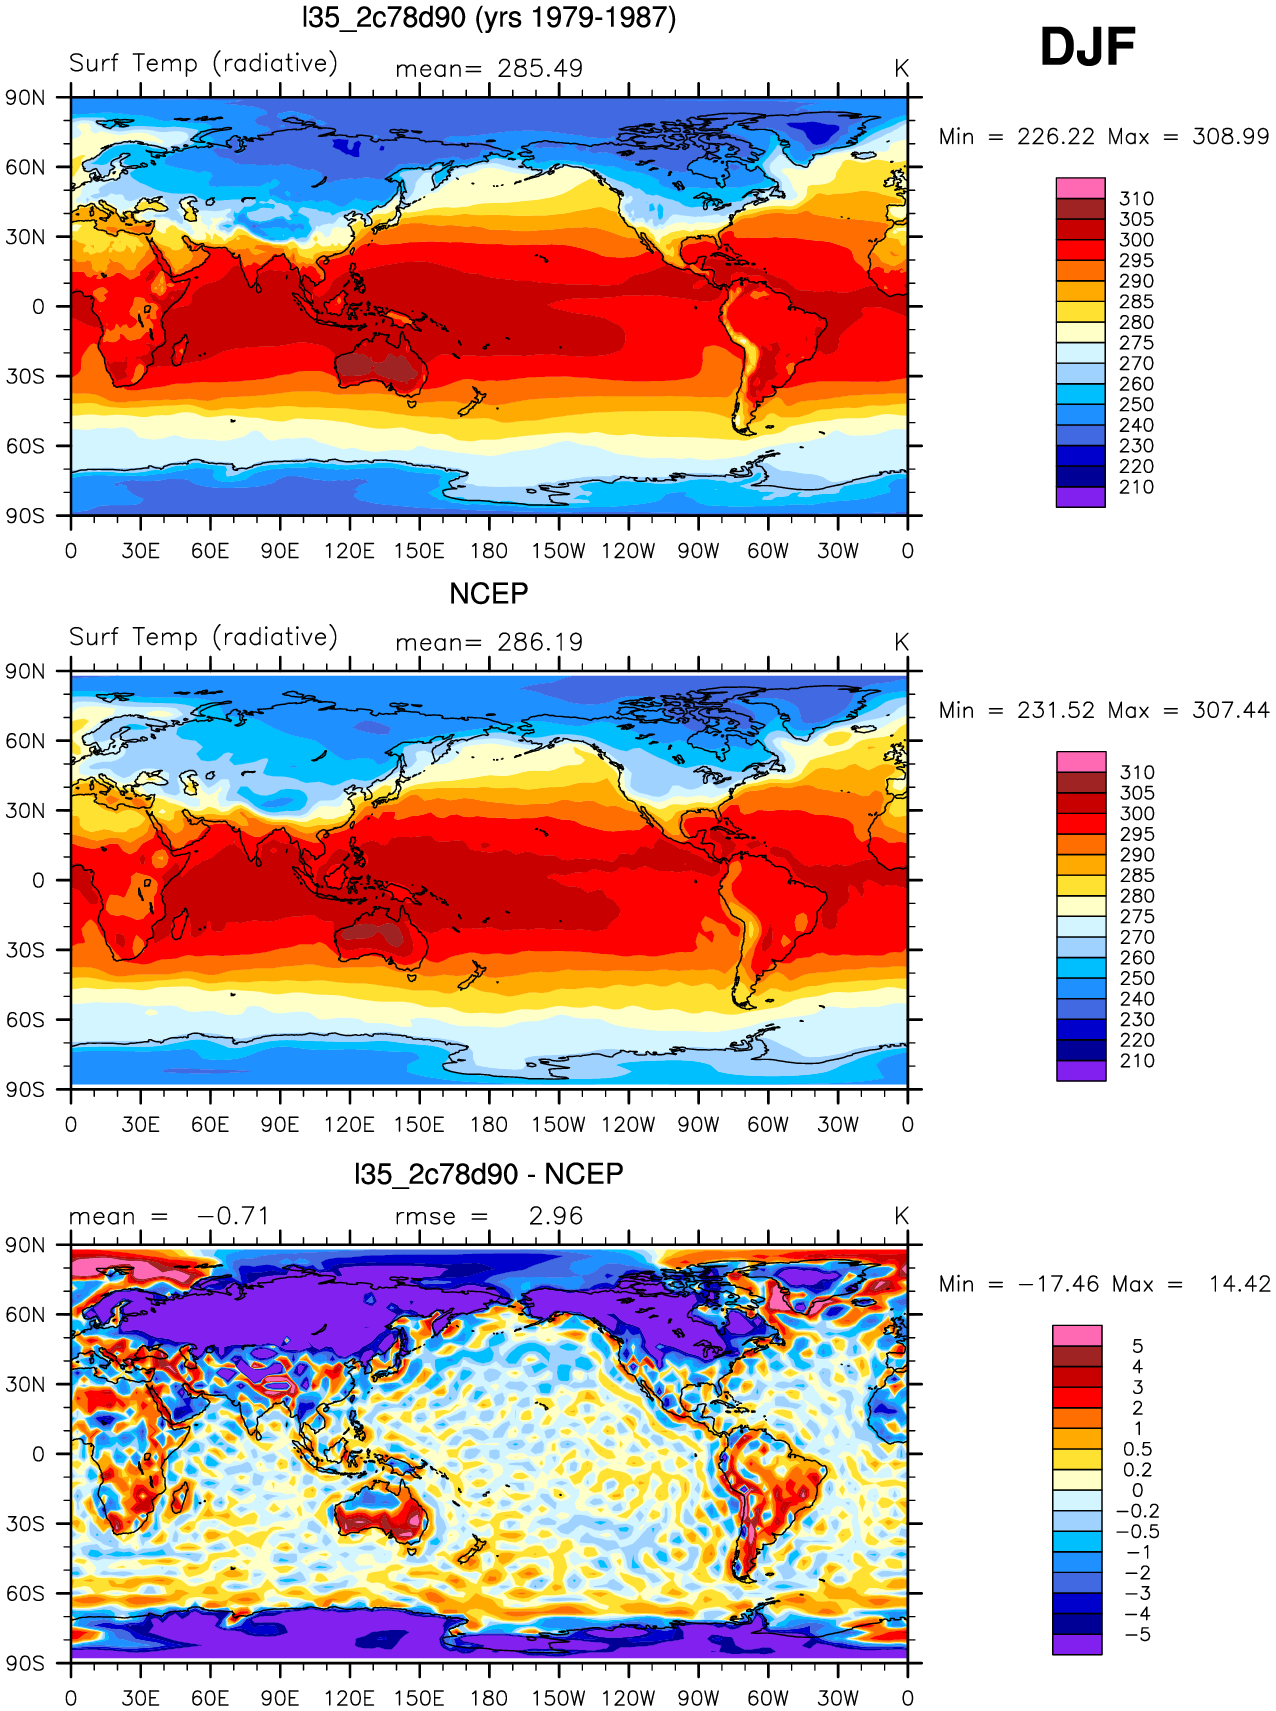 l35_2c78d90 (yrs 1979-1987)
DJF
Surf Temp (radiative) mean= 285.49 K
Min = 226.22 Max = 308.99
90N
60N
30N
0
30S
60S
90S
0 30E 60E 90E 120E 150E 180 150W 120W 90W 60W 30W 0
310
305
300
295
290
285
280
275
270
260
250
240
230
220
210
NCEP
Surf Temp (radiative) mean= 286.19 K
Min = 231.52 Max = 307.44
90N
60N
30N
0
30S
60S
90S
0 30E 60E 90E 120E 150E 180 150W 120W 90W 60W 30W 0
310
305
300
295
290
285
280
275
270
260
250
240
230
220
210
l35_2c78d90 - NCEP
mean = −0.71 rmse = 2.96 K
Min = −17.46 Max = 14.42
90N
60N
30N
0
30S
60S
90S
0 30E 60E 90E 120E 150E 180 150W 120W 90W 60W 30W 0
5
4
3
2
1
0.5
0.2
0
−0.2
−0.5
−1
−2
−3
−4
−5